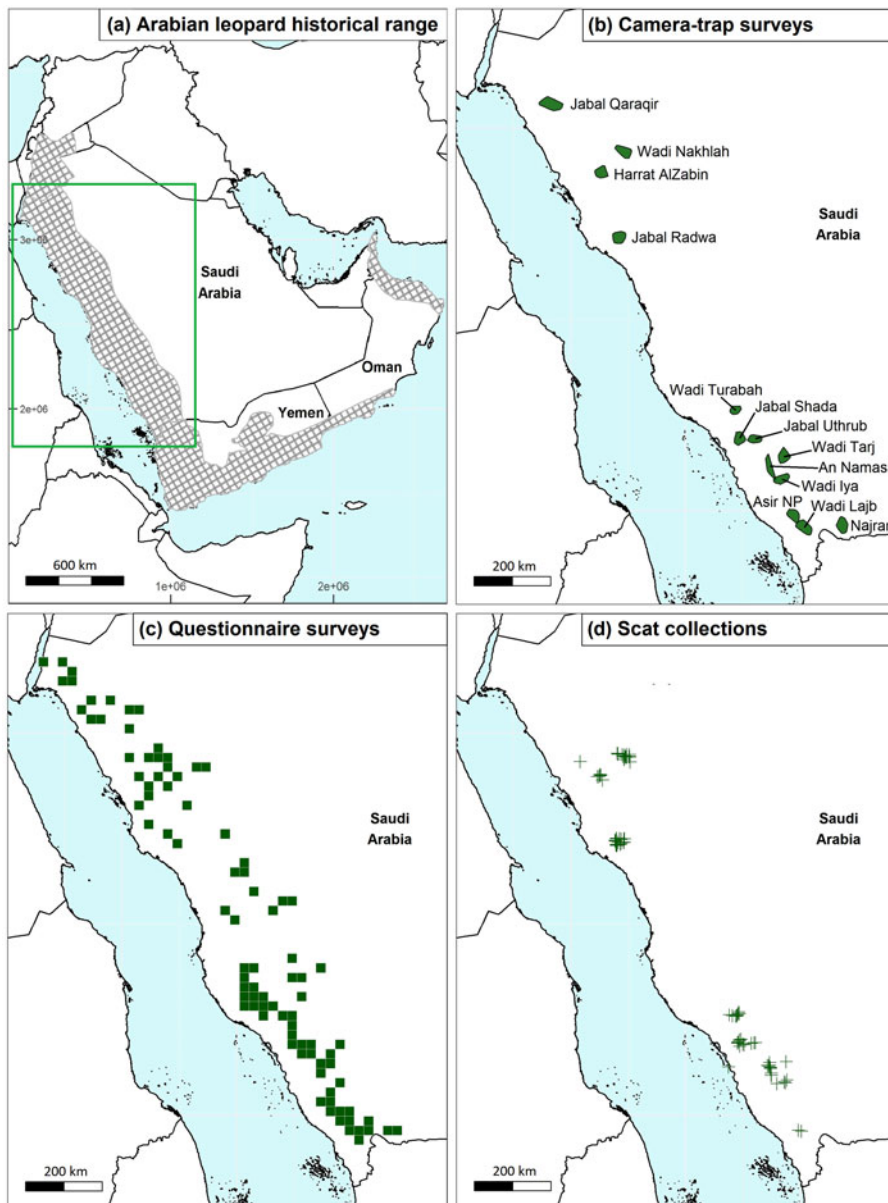 (a) Arabian leopard historical range
3e+06
Saudi
Arabia
Oman
2e+06
Yemen
600 km
1e+06
2e+06
(b) Camera-trap surveys
Jabal Qaraqir
Wadi Nakhlah
Harrat AlZabin
Saudi
Arabia
Jabal Radwa
Wadi Turabah
Jabal Shada
Jabal Uthrub
Wadi Tarj
An Namas
Wadi Iya
Asir NP
Wadi Lajb
Najran
200 km
(c) Questionnaire surveys
Saudi
Arabia
200 km
(d) Scat collections
Saudi
Arabia
200 km